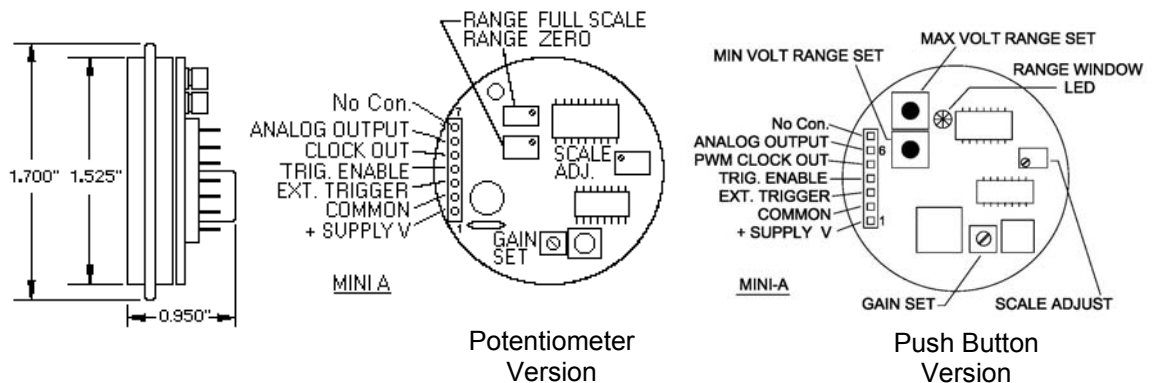 1.700"
1.525"
0.950"
RANGE FULL SCALE
RANGE ZERO
No Con.
7
ANALOG OUTPUT
CLOCK OUT
TRIG. ENABLE
EXT. TRIGGER
COMMON
+ SUPPLY V
1
SCALE
ADJ.
GAIN
SET
MINI A
Potentiometer
Version
MAX VOLT RANGE SET
MIN VOLT RANGE SET
RANGE WINDOW
LED
No Con.
ANALOG OUTPUT
6
PWM CLOCK OUT
TRIG. ENABLE
EXT. TRIGGER
COMMON
+ SUPPLY V
1
MINI-A
GAIN SET
SCALE ADJUST
Push Button
Version